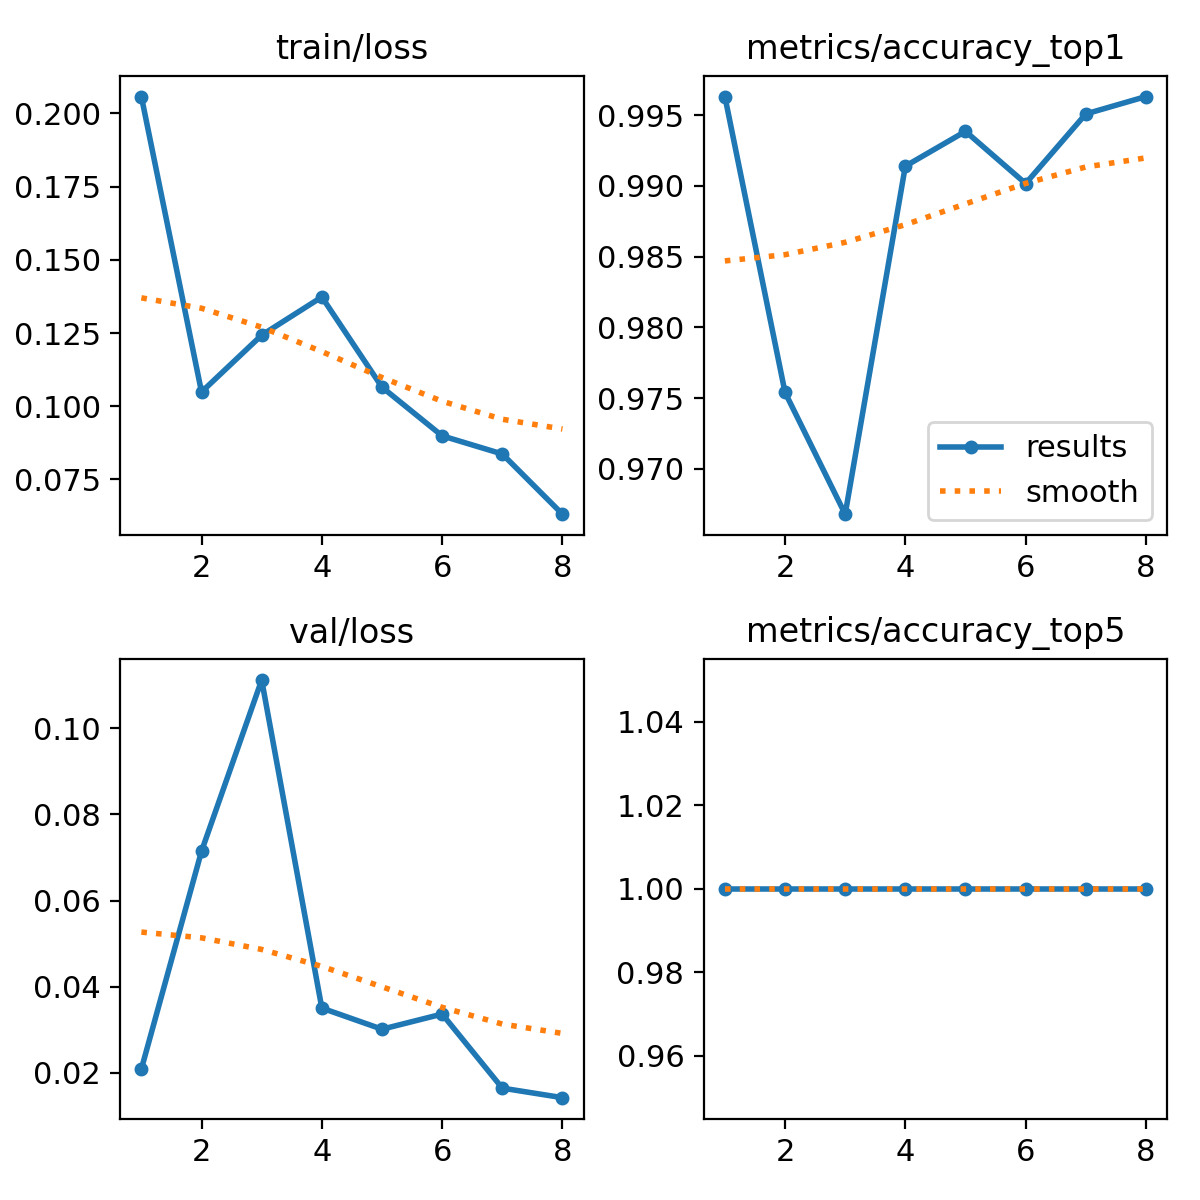 train/loss
0.200
0.175
0.150
0.125
0.100
0.075
2 4 6 8
metrics/accuracy_top1
0.995
0.990
0.985
0.980
0.975
0.970
results
smooth
2 4 6 8
val/loss
0.10
0.08
0.06
0.04
0.02
2 4 6 8
metrics/accuracy_top5
1.04
1.02
1.00
0.98
0.96
2 4 6 8